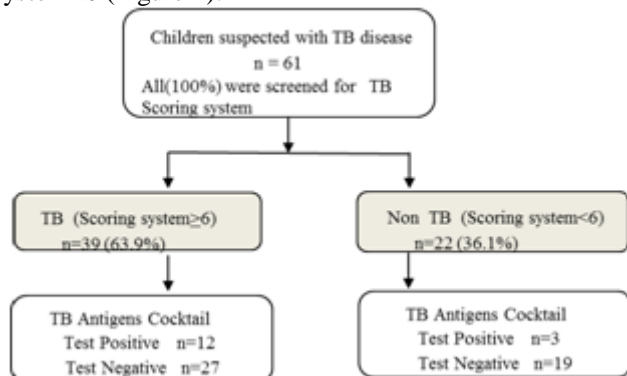 Children suspected with TB disease
n = 61
All(100%) were screened for TB
Scoring system
TB (Scoring system≥6)
n=39 (63.9%)
Non TB (Scoring system<6)
n=22 (36.1%)
TB Antigens Cocktail
Test Positive n=12
Test Negative n=27
TB Antigens Cocktail
Test Positive n=3
Test Negative n=19